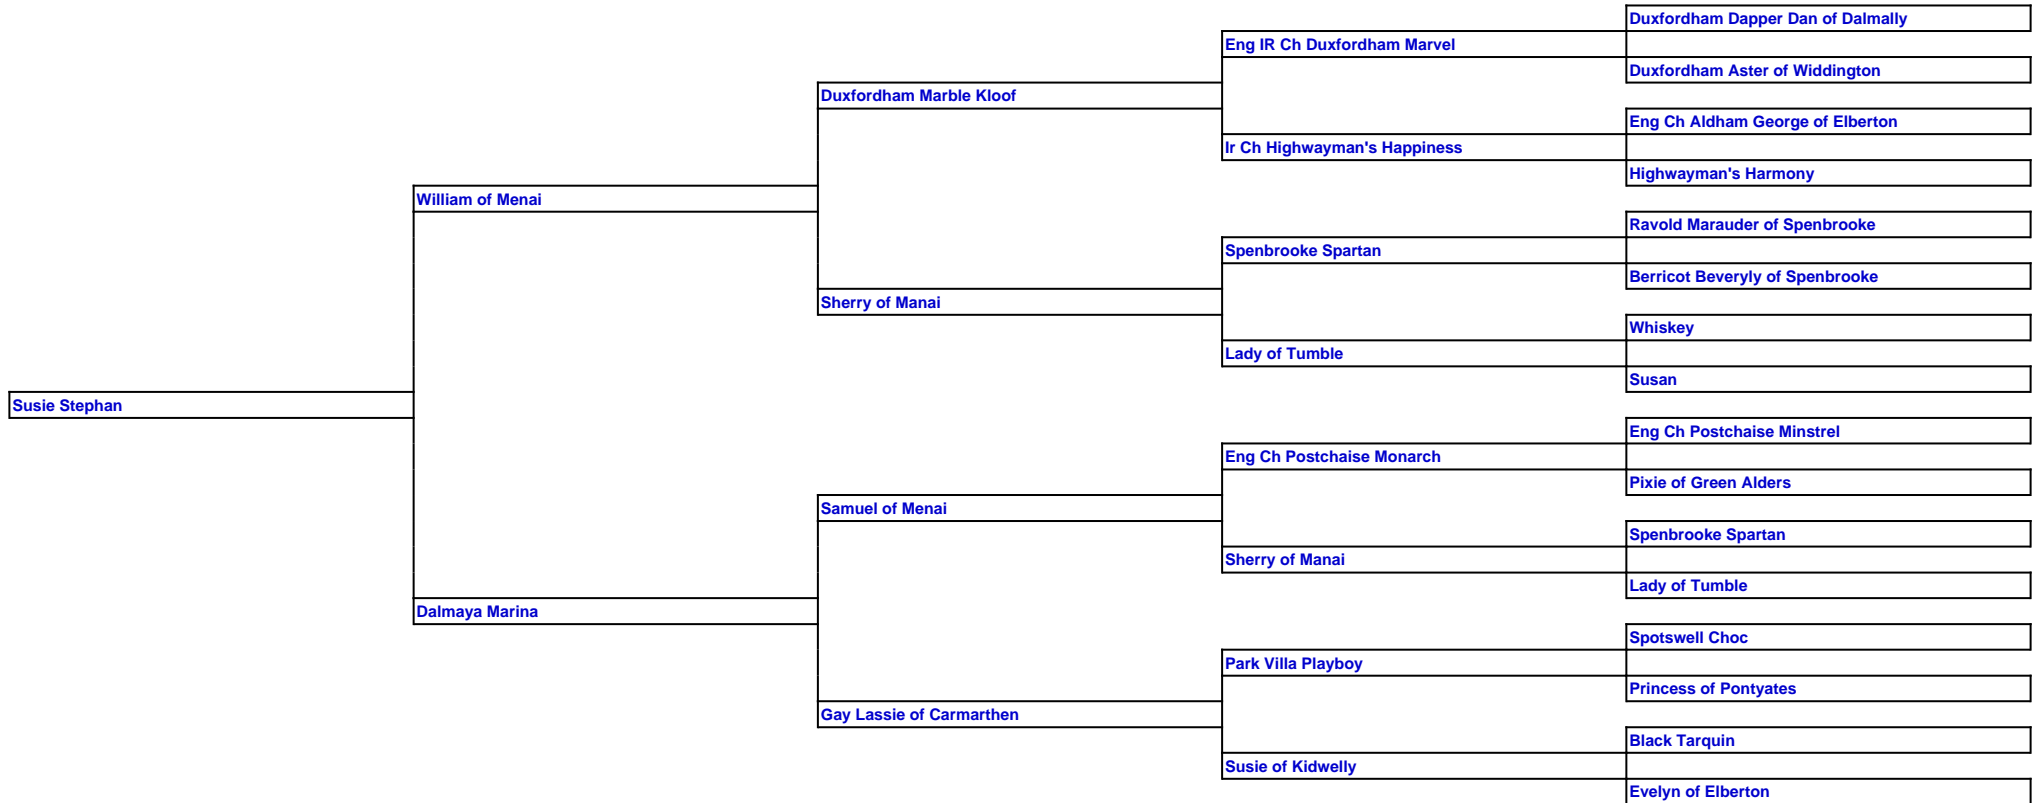 Duxfordham Dapper Dan of Dalmally
Eng IR Ch Duxfordham Marvel
Duxfordham Aster of Widdington
Duxfordham Marble Kloof
Eng Ch Aldham George of Elberton
Ir Ch Highwayman's Happiness
Highwayman's Harmony
William of Menai
Ravold Marauder of Spenbrooke
Spenbrooke Spartan
Berricot Beveryly of Spenbrooke
Sherry of Manai
Whiskey
Lady of Tumble
Susan
Susie Stephan
Eng Ch Postchaise Minstrel
Eng Ch Postchaise Monarch
Pixie of Green Alders
Samuel of Menai
Spenbrooke Spartan
Sherry of Manai
Lady of Tumble
Dalmaya Marina
Spotswell Choc
Park Villa Playboy
Princess of Pontyates
Gay Lassie of Carmarthen
Black Tarquin
Susie of Kidwelly
Evelyn of Elberton